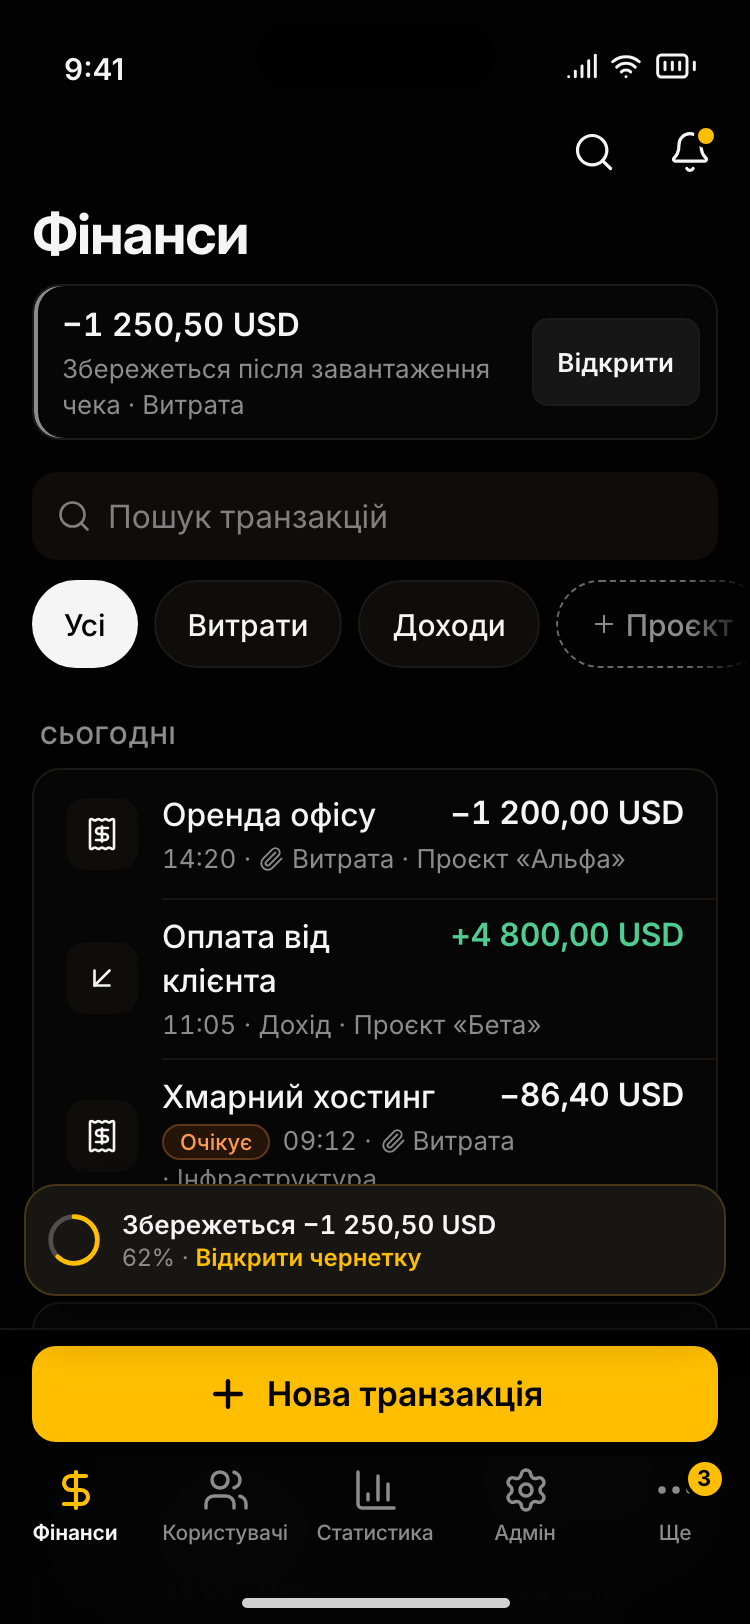 9:41
Фінанси
−1 250,50 USD
Збережеться після завантаження
чека · Витрата
Відкрити
Пошук транзакцій
Усі
Витрати
Доходи
+ Проєкт
СЬОГОДНІ
Оренда офісу
−1 200,00 USD
14:20 · Витрата · Проєкт «Альфа»
Оплата від
клієнта
+4 800,00 USD
11:05 · Дохід · Проєкт «Бета»
Хмарний хостинг
−86,40 USD
Очікує 09:12 · Витрата
· Інфраструктура
Збережеться −1 250,50 USD
62% · Відкрити чернетку
+ Нова транзакція
Фінанси
Користувачі
Статистика
Адмін
3
Ще